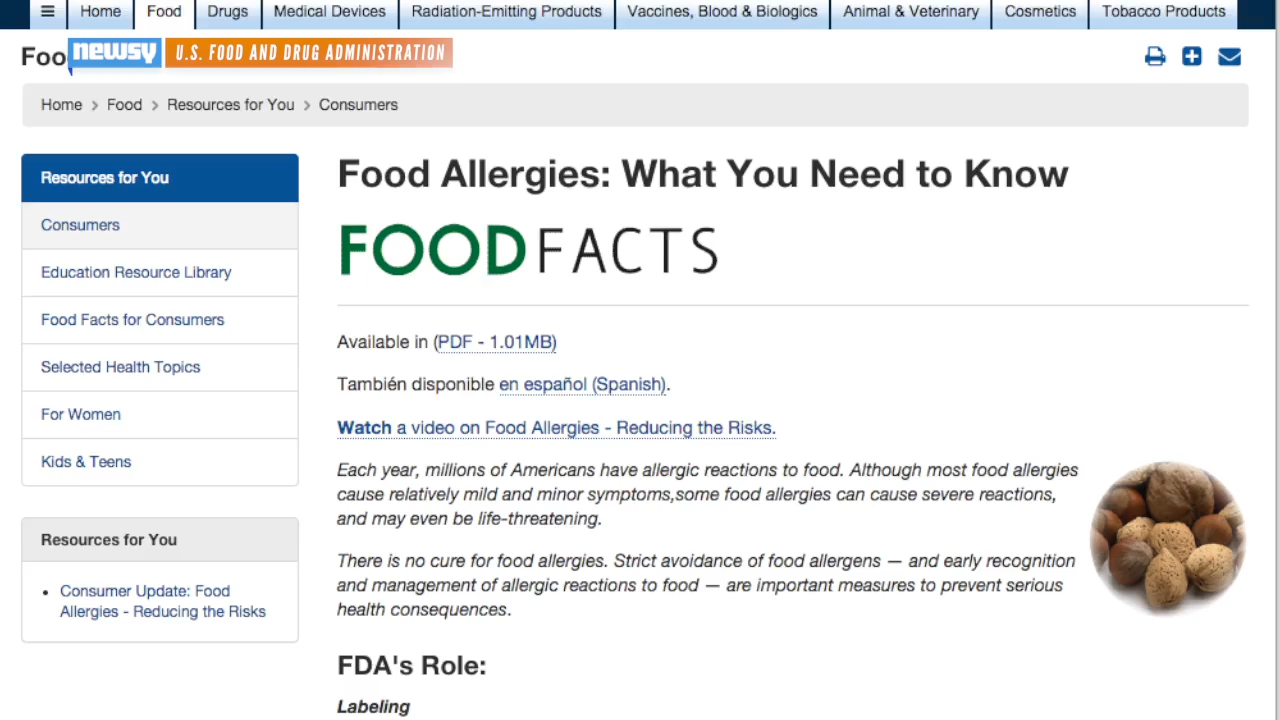 Home Food Drugs Medical Devices Radiation-Emitting Products Vaccines, Blood & Biologics Animal & Veterinary Cosmetics Tobacco Products
Foo
newsy U.S. FOOD AND DRUG ADMINISTRATION
Home > Food > Resources for You > Consumers
Resources for You
Consumers
Education Resource Library
Food Facts for Consumers
Selected Health Topics
For Women
Kids & Teens
Resources for You
• Consumer Update: Food
Allergies - Reducing the Risks
Food Allergies: What You Need to Know
FOODFACTS
Available in (PDF - 1.01MB)
También disponible en español (Spanish).
Watch a video on Food Allergies - Reducing the Risks.
Each year, millions of Americans have allergic reactions to food. Although most food allergies
cause relatively mild and minor symptoms,some food allergies can cause severe reactions,
and may even be life-threatening.
There is no cure for food allergies. Strict avoidance of food allergens — and early recognition
and management of allergic reactions to food — are important measures to prevent serious
health consequences.
FDA's Role:
Labeling